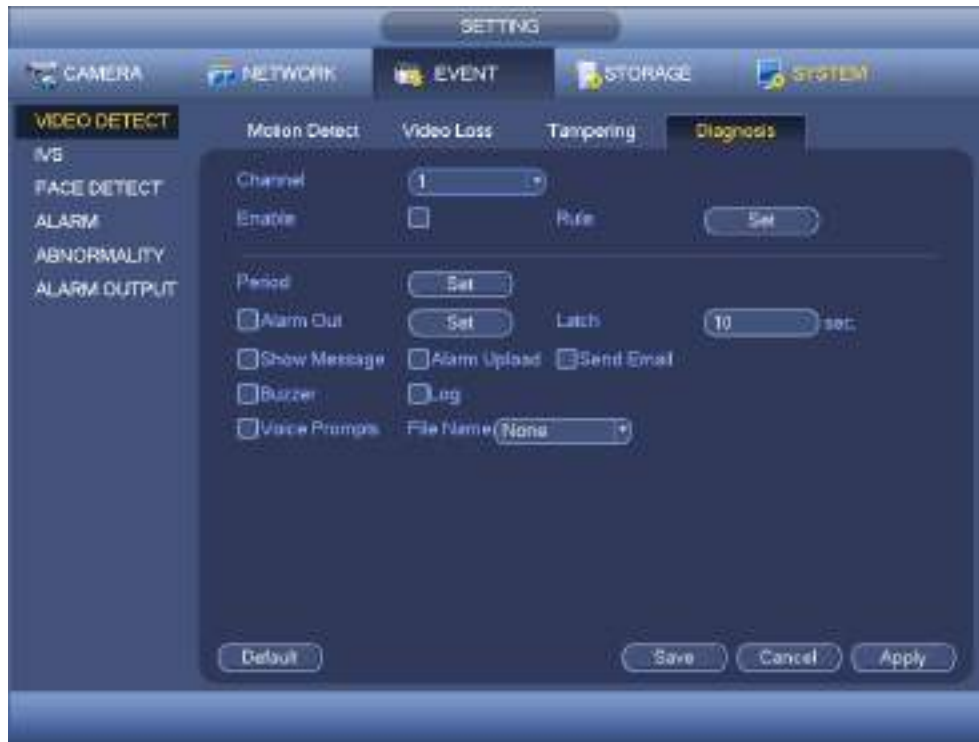 SETTING
CAMERA NETWORK EVENT STORAGE SYSTEM
VIDEO DETECT
IVS
FACE DETECT
ALARM
ABNORMALITY
ALARM OUTPUT
Motion Detect Video Loss Tampering Diagnosis
Channel 1
Enable Rule Set
Period Set
Alarm Out Set Latch 10 sec.
Show Message Alarm Upload Send Email
Buzzer Log
Voice Prompts File Name None
Default Save Cancel Apply